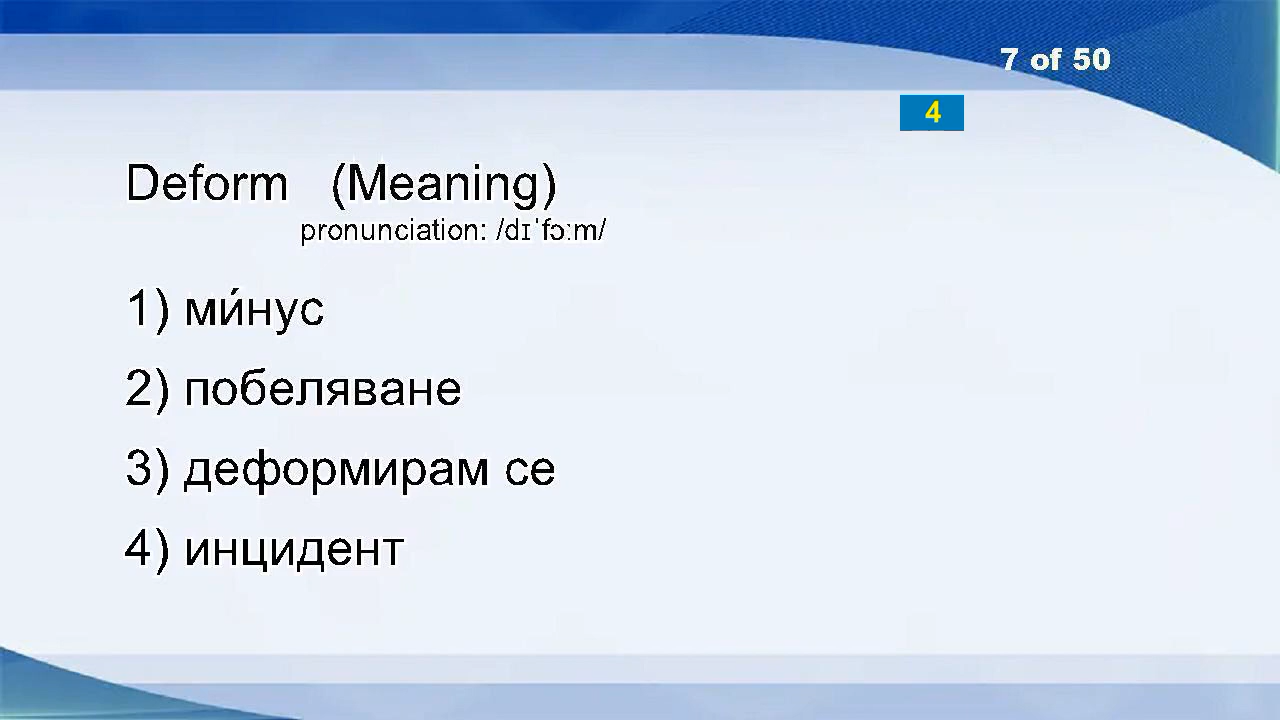 7 of 50
4
Deform (Meaning)
pronunciation: /dɪˈfɔːm/
1) ми́нус
2) побеляване
3) деформирам се
4) инцидент